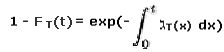 1 - F_T(t) = exp(- ∫_0^t λ_T(x) dx)